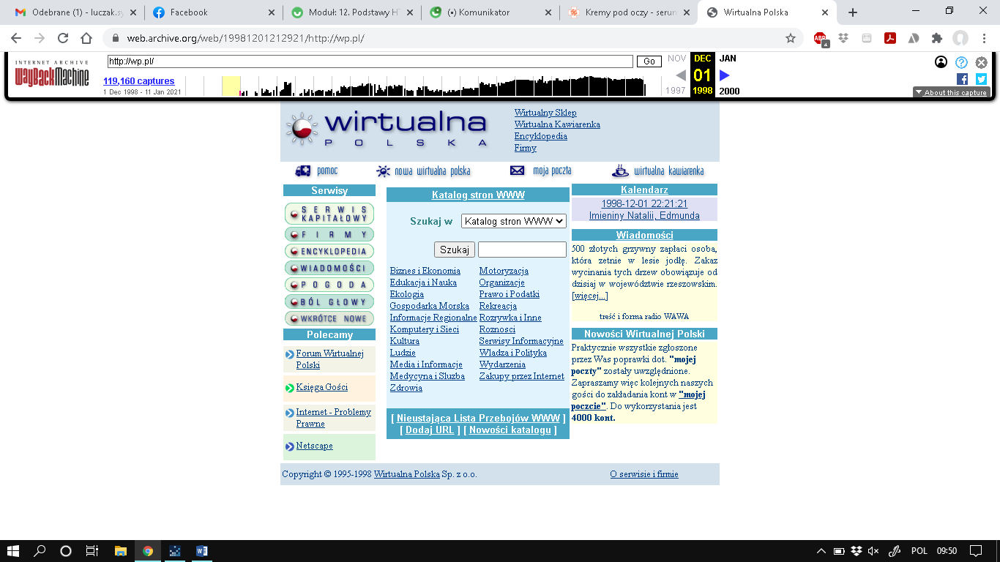 Odebrane (1) - luczak.sy
Facebook
Moduł: 12. Podstawy HT
(•) Komunikator
Kremy pod oczy - serum
Wirtualna Polska
web.archive.org/web/19981201212921/http://wp.pl/
ABP
4
INTERNET ARCHIVE
WayBackMachine
http://wp.pl/
Go
119,160 captures
1 Dec 1998 - 11 Jan 2021
NOV DEC JAN
01
1997 1998 2000
About this capture
wirtualna
POLSKA
Wirtualny Sklep
Wirtualna Kawiarenka
Encyklopedia
Firmy
pomoc
nowa wirtualna polska
moja poczta
wirtualna kawiarenka
Serwisy
SERWIS
KAPITAŁOWY
FIRMY
ENCYKLOPEDIA
WIADOMOŚCI
POGODA
BÓL GŁOWY
WKRÓTCE NOWE
Polecamy
Forum Wirtualnej
Polski
Księga Gości
Internet - Problemy
Prawne
Netscape
Katalog stron WWW
Szukaj w Katalog stron WWW
Szukaj
Biznes i Ekonomia
Edukacja i Nauka
Ekologia
Gospodarka Morska
Informacje Regionalne
Komputery i Sieci
Kultura
Ludzie
Media i Informacje
Medycyna i Sluzba
Zdrowia
Motoryzacja
Organizacje
Prawo i Podatki
Rekreacja
Rozrywka i Inne
Roznosci
Serwisy Informacyjne
Wladza i Polityka
Wydarzenia
Zakupy przez Internet
[ Nieustająca Lista Przebojów WWW ]
[ Dodaj URL ] [ Nowości katalogu ]
Kalendarz
1998-12-01 22:21:21
Imieniny Natalii, Edmunda
Wiadomości
500 złotych grzywny zapłaci osoba,
która zetnie w lesie jodłę. Zakaz
wycinania tych drzew obowiązuje od
dzisiaj w województwie rzeszowskim.
[więcej...]
treść i forma radio WAWA
Nowości Wirtualnej Polski
Praktycznie wszystkie zgłoszone
przez Was poprawki dot. "mojej
poczty" zostały uwzględnione.
Zapraszamy więc kolejnych naszych
gości do zakładania kont w "mojej
poczcie". Do wykorzystania jest
4000 kont.
Copyright © 1995-1998 Wirtualna Polska Sp. z o.o.
O serwisie i firmie
POL
09:50